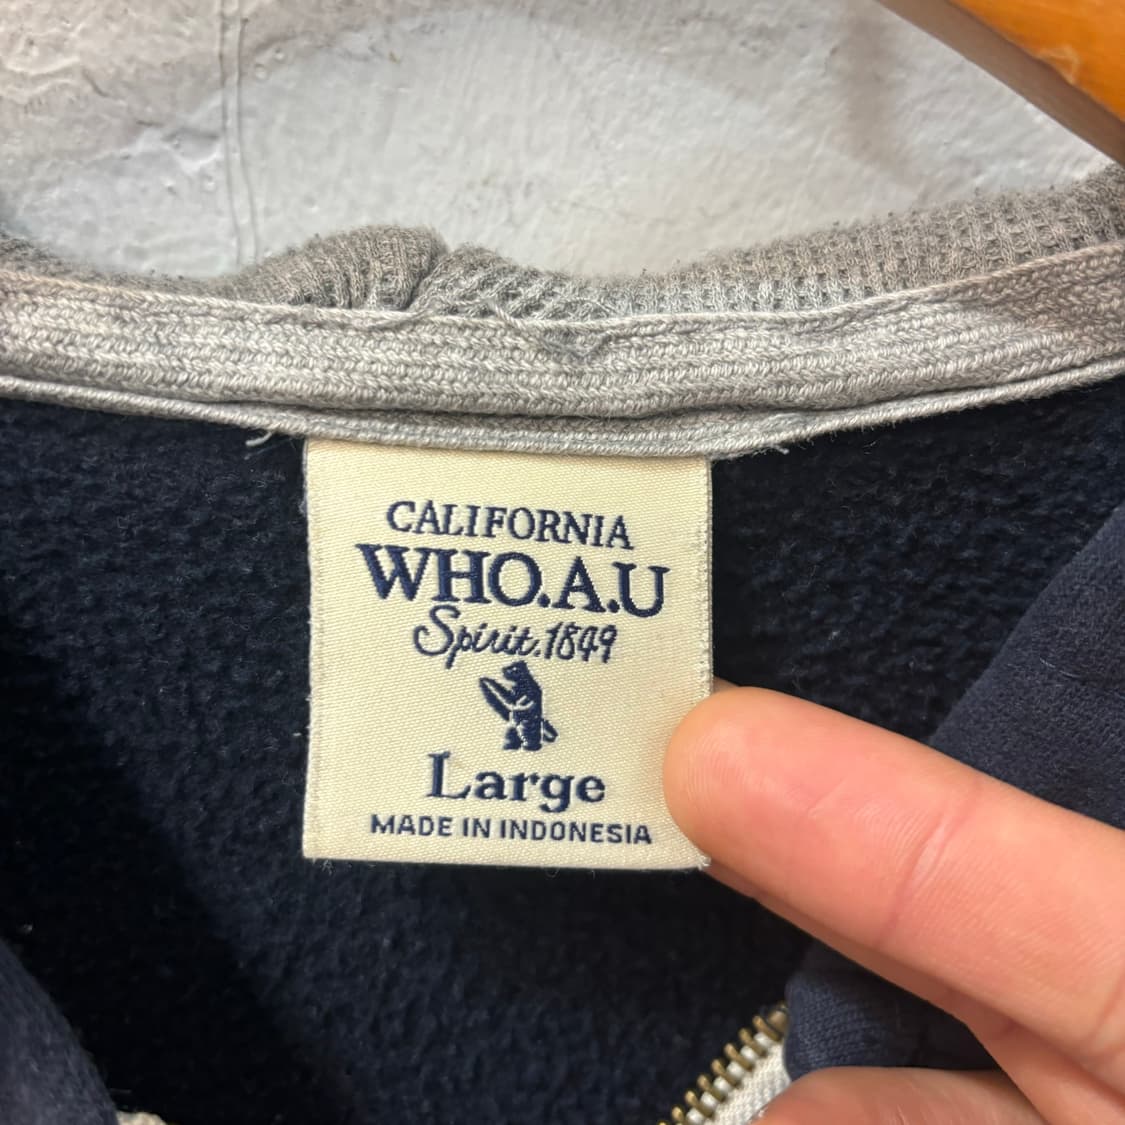 CALIFORNIA
WHO.A.U
Spirit.1849
Large
MADE IN INDONESIA